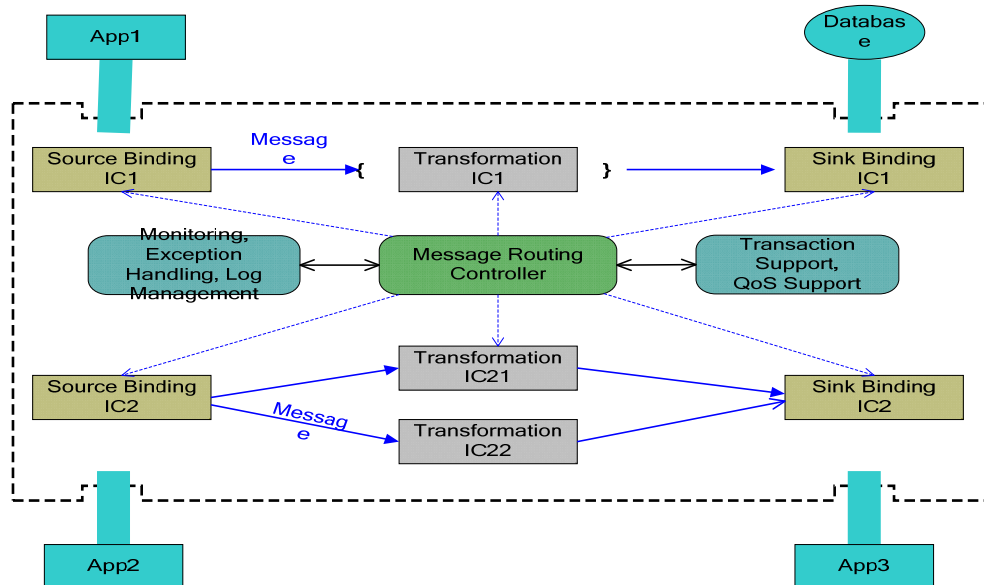 App1
Databas
e
Messag
e
Source Binding
IC1
{
Transformation
IC1
}
Sink Binding
IC1
Monitoring,
Exception
Handling, Log
Management
Message Routing
Controller
Transaction
Support,
QoS Support
Source Binding
IC2
Transformation
IC21
Sink Binding
IC2
Messag
e
Transformation
IC22
App2
App3